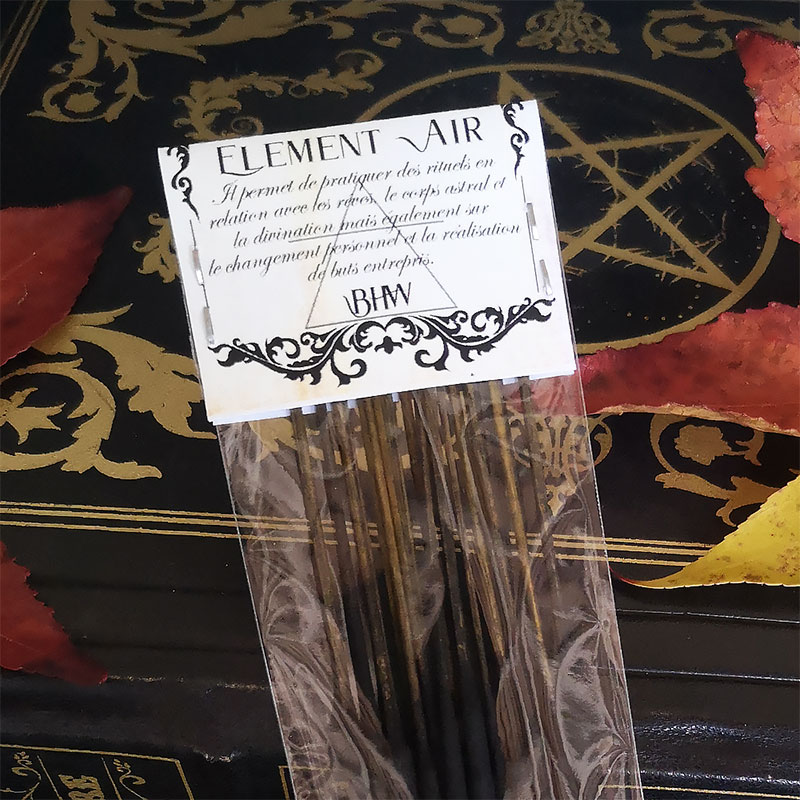 ELEMENT AIR
Il permet de pratiquer des rituels en
relation avec les rêves, le corps astral et
la divination mais également sur
le changement personnel et la réalisation
de buts entrepris.
BHW